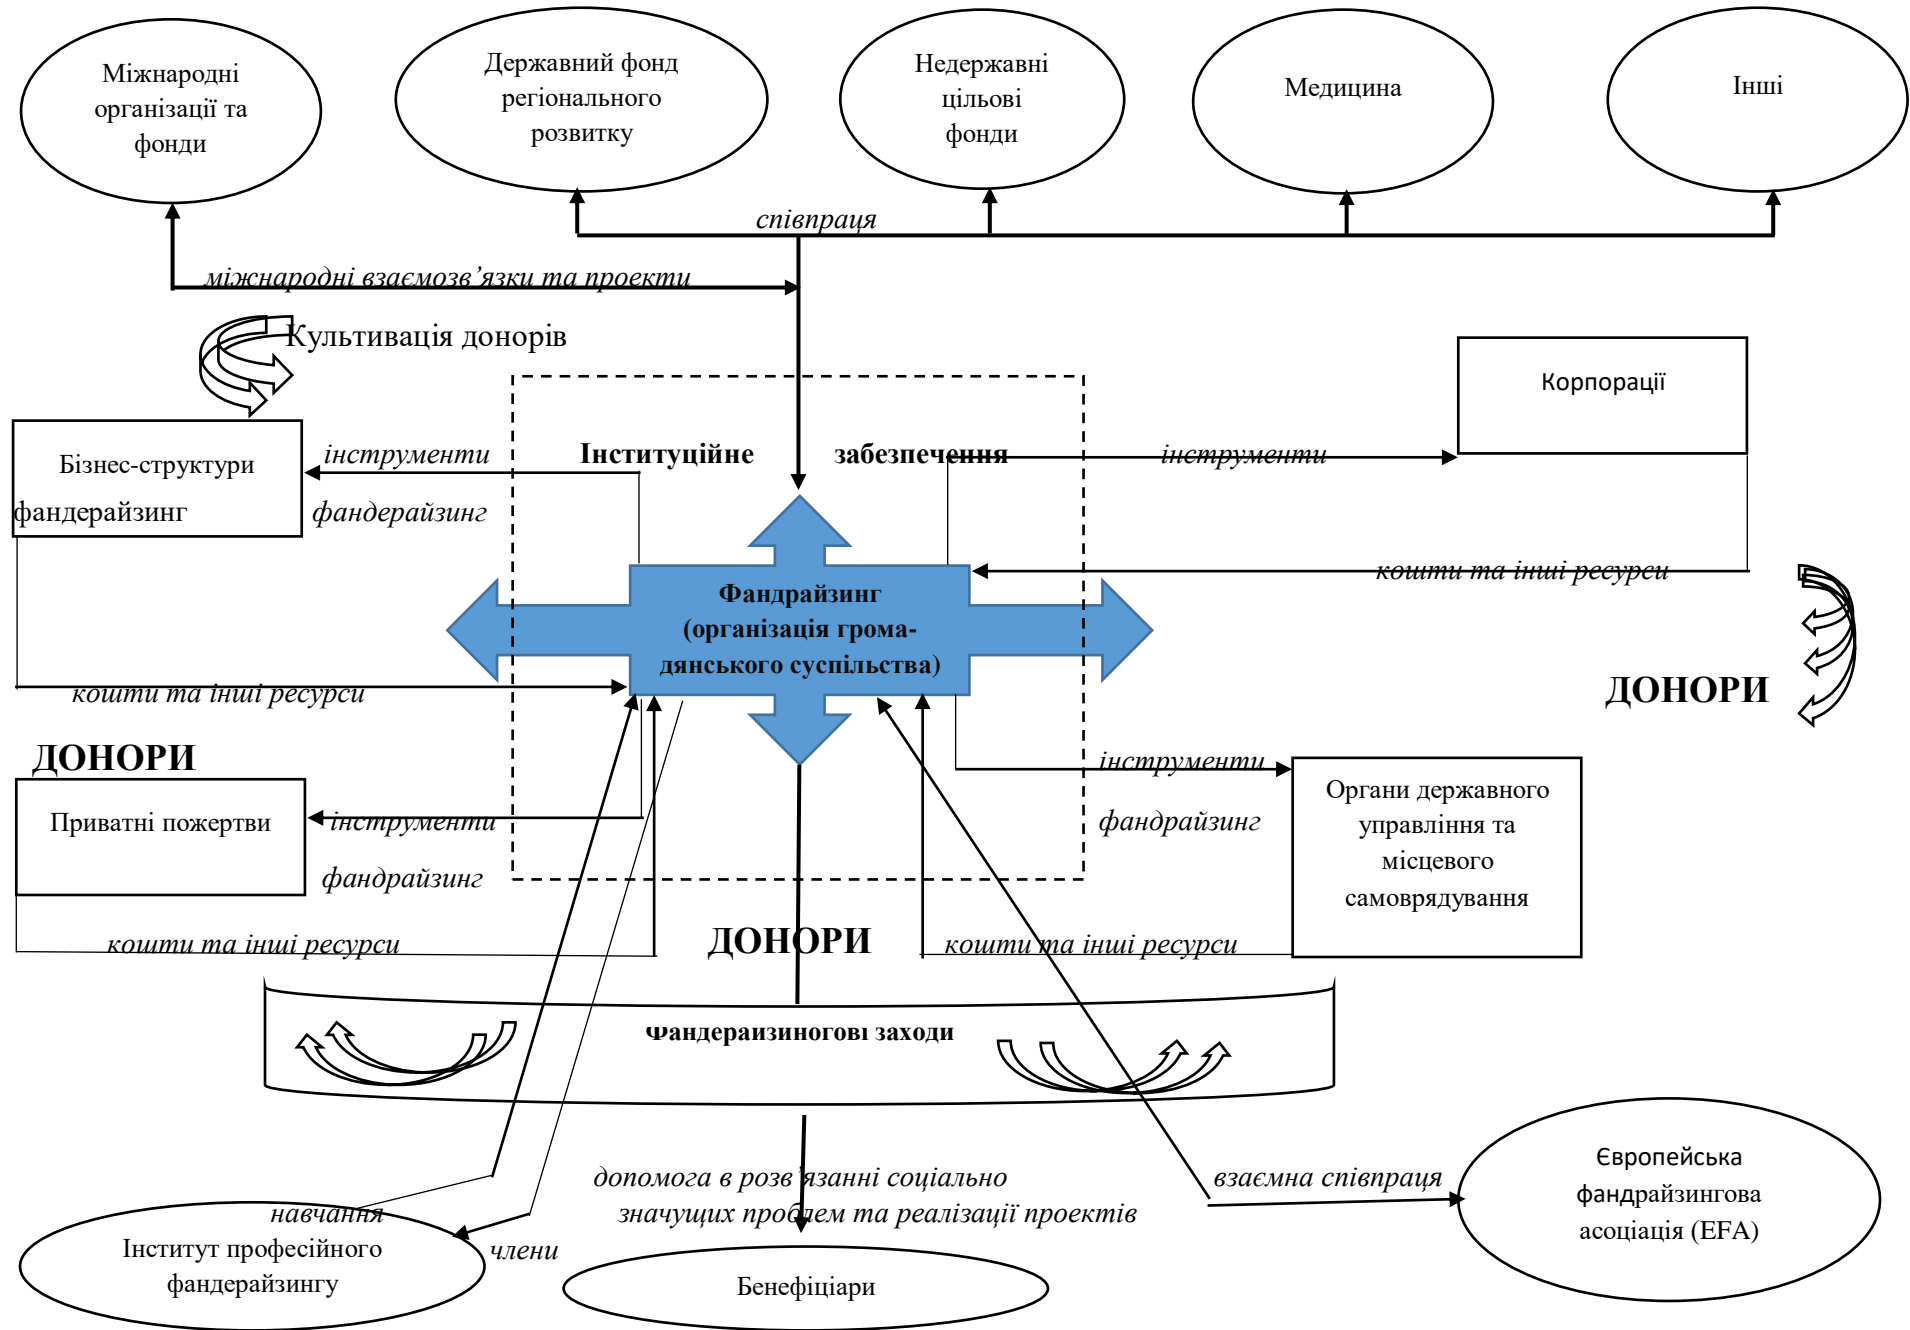 Міжнародні
організації та
фонди
Державний фонд
регіонального
розвитку
Недержавні
цільові
фонди
Медицина
Інші
співпраця
міжнародні взаємозв’язки та проекти
Культивація донорів
Корпорації
Бізнес-структури
фандерайзинг
інструменти
фандерайзинг
Інституційне забезпечення
інструменти
кошти та інші ресурси
Фандрайзинг
(організація грома-
дянського суспільства)
кошти та інші ресурси
ДОНОРИ
ДОНОРИ
Приватні пожертви
інструменти
фандрайзинг
інструменти
фандрайзинг
Органи державного
управління та
місцевого
самоврядування
кошти та інші ресурси
ДОНОРИ
кошти та інші ресурси
Фандерайзиногові заходи
допомога в розв’язанні соціально
значущих проблем та реалізації проектів
взаємна співпраця
Європейська
фандрайзингова
асоціація (EFA)
навчання
члени
Інститут професійного
фандерайзингу
Бенефіціари